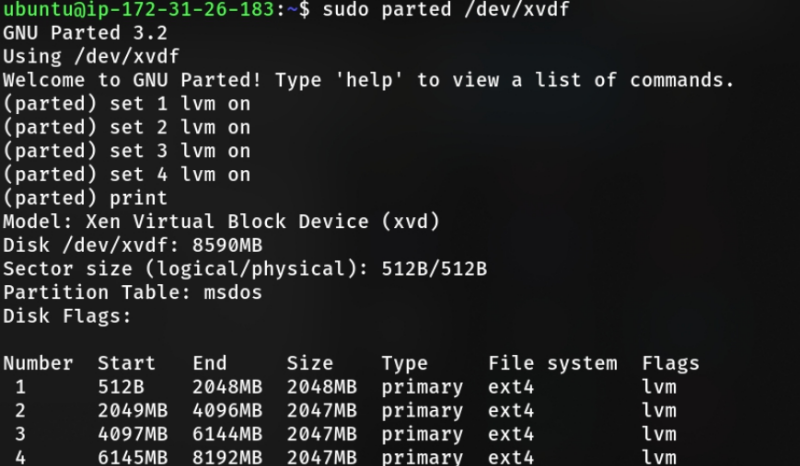 ubuntu@ip-172-31-26-183:~$ sudo parted /dev/xvdf
GNU Parted 3.2
Using /dev/xvdf
Welcome to GNU Parted! Type 'help' to view a list of commands.
(parted) set 1 lvm on
(parted) set 2 lvm on
(parted) set 3 lvm on
(parted) set 4 lvm on
(parted) print
Model: Xen Virtual Block Device (xvd)
Disk /dev/xvdf: 8590MB
Sector size (logical/physical): 512B/512B
Partition Table: msdos
Disk Flags:

Number  Start   End     Size    Type     File system  Flags
 1      512B    2048MB  2048MB  primary  ext4         lvm
 2      2049MB  4096MB  2047MB  primary  ext4         lvm
 3      4097MB  6144MB  2047MB  primary  ext4         lvm
 4      6145MB  8192MB  2047MB  primary  ext4         lvm